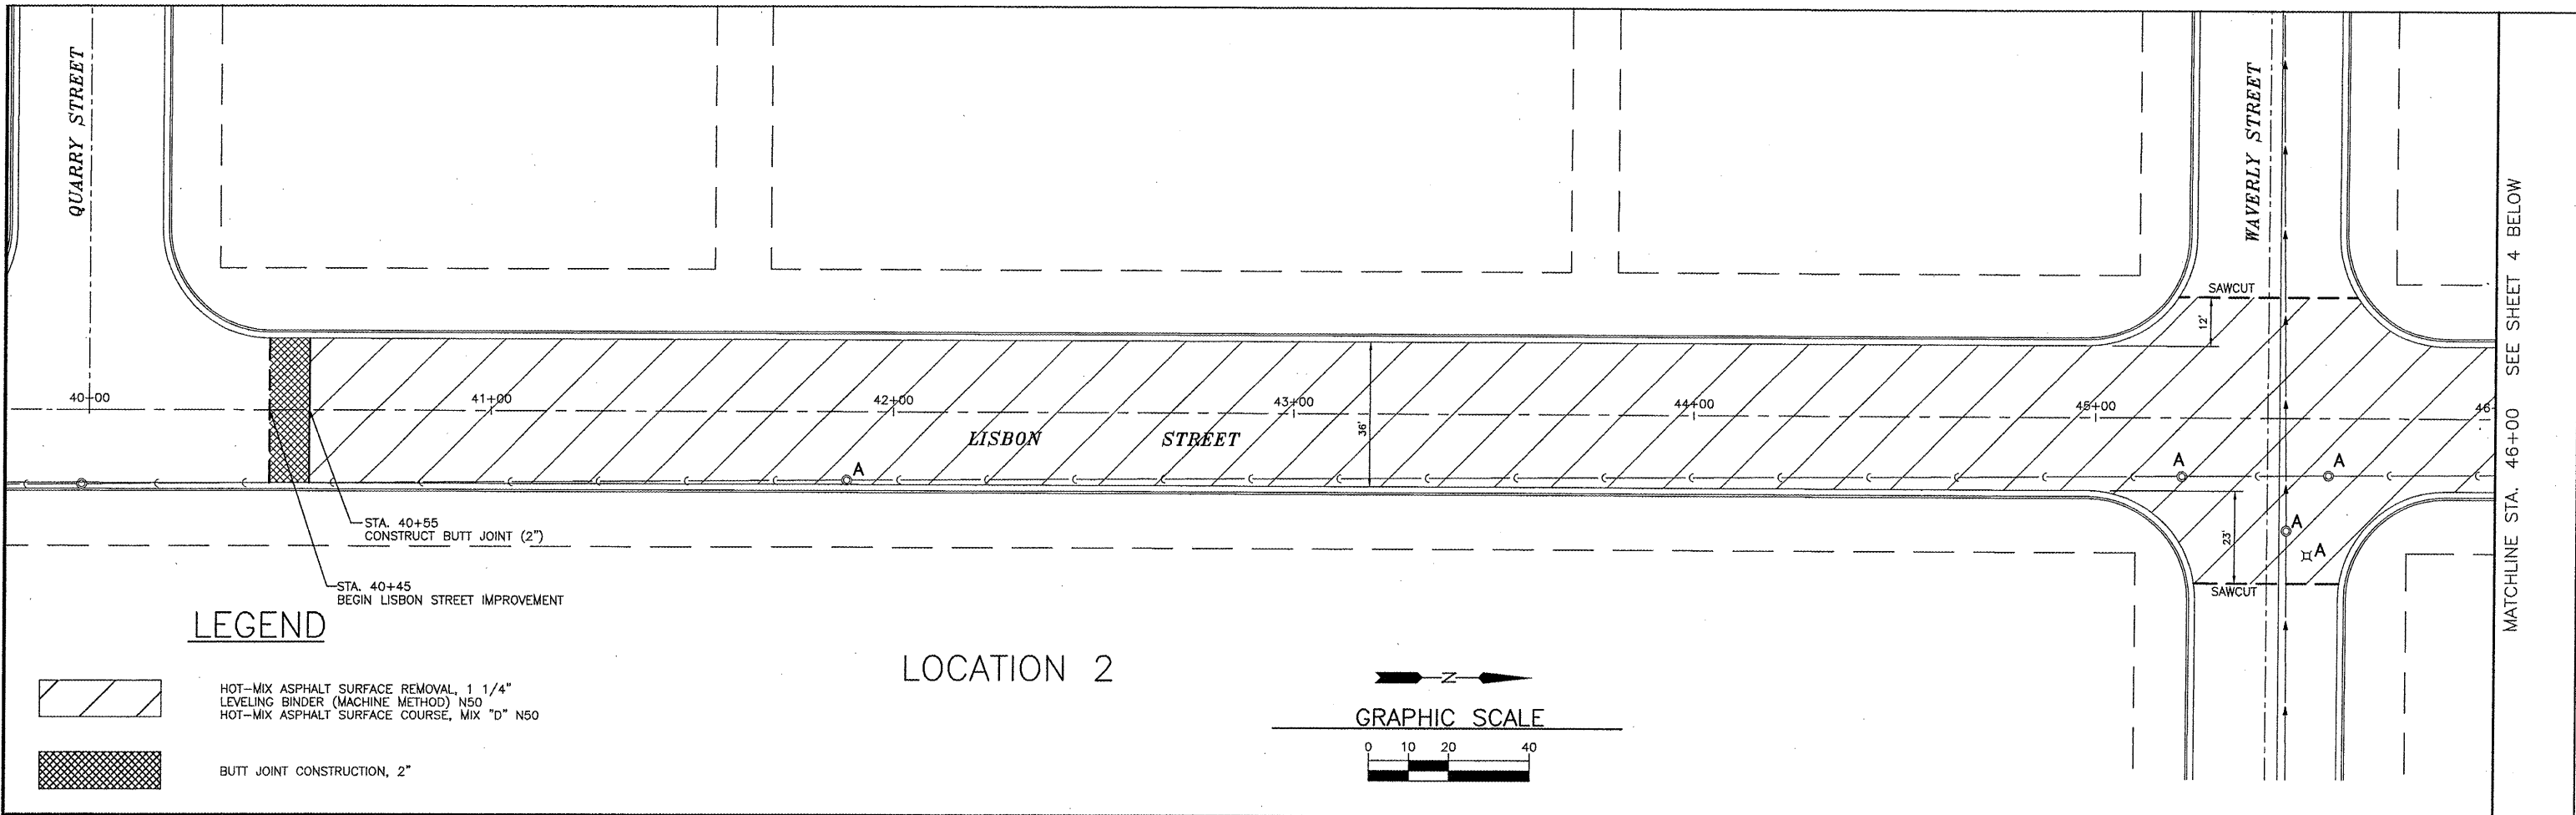 QUARRY STREET
WAVERLY STREET
SAWCUT
12'
40+00
41+00
42+00
43+00
44+00
45+00
46-
LISBON STREET
36'
A
A
A
A
A
23'
SAWCUT
STA. 40+55
CONSTRUCT BUTT JOINT (2")
STA. 40+45
BEGIN LISBON STREET IMPROVEMENT
MATCHLINE STA. 46+00 SEE SHEET 4 BELOW
LEGEND
HOT-MIX ASPHALT SURFACE REMOVAL, 1 1/4"
LEVELING BINDER (MACHINE METHOD) N50
HOT-MIX ASPHALT SURFACE COURSE, MIX "D" N50
BUTT JOINT CONSTRUCTION, 2"
LOCATION 2
N
GRAPHIC SCALE
0 10 20 40